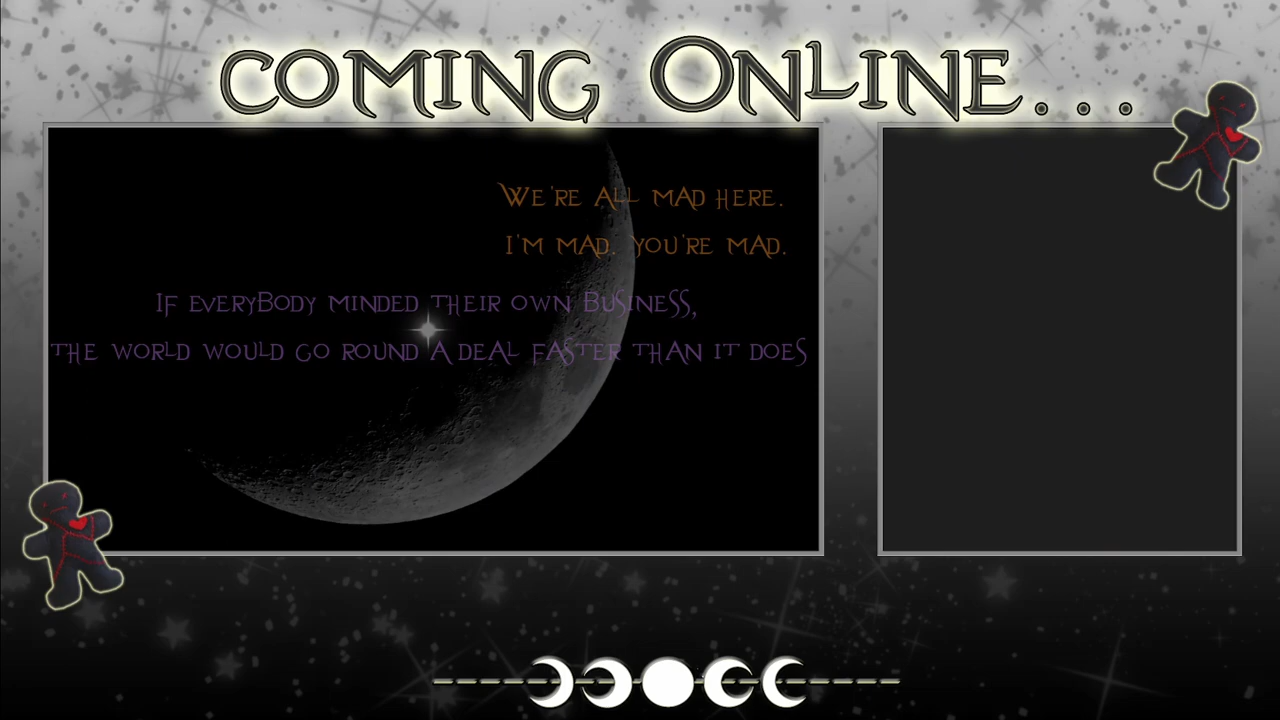 COMING ONLINE...
WE'RE ALL MAD HERE.
I'M MAD. YOU'RE MAD.
IF EVERYBODY MINDED THEIR OWN BUSINESS,
THE WORLD WOULD GO ROUND A DEAL FASTER THAN IT DOES